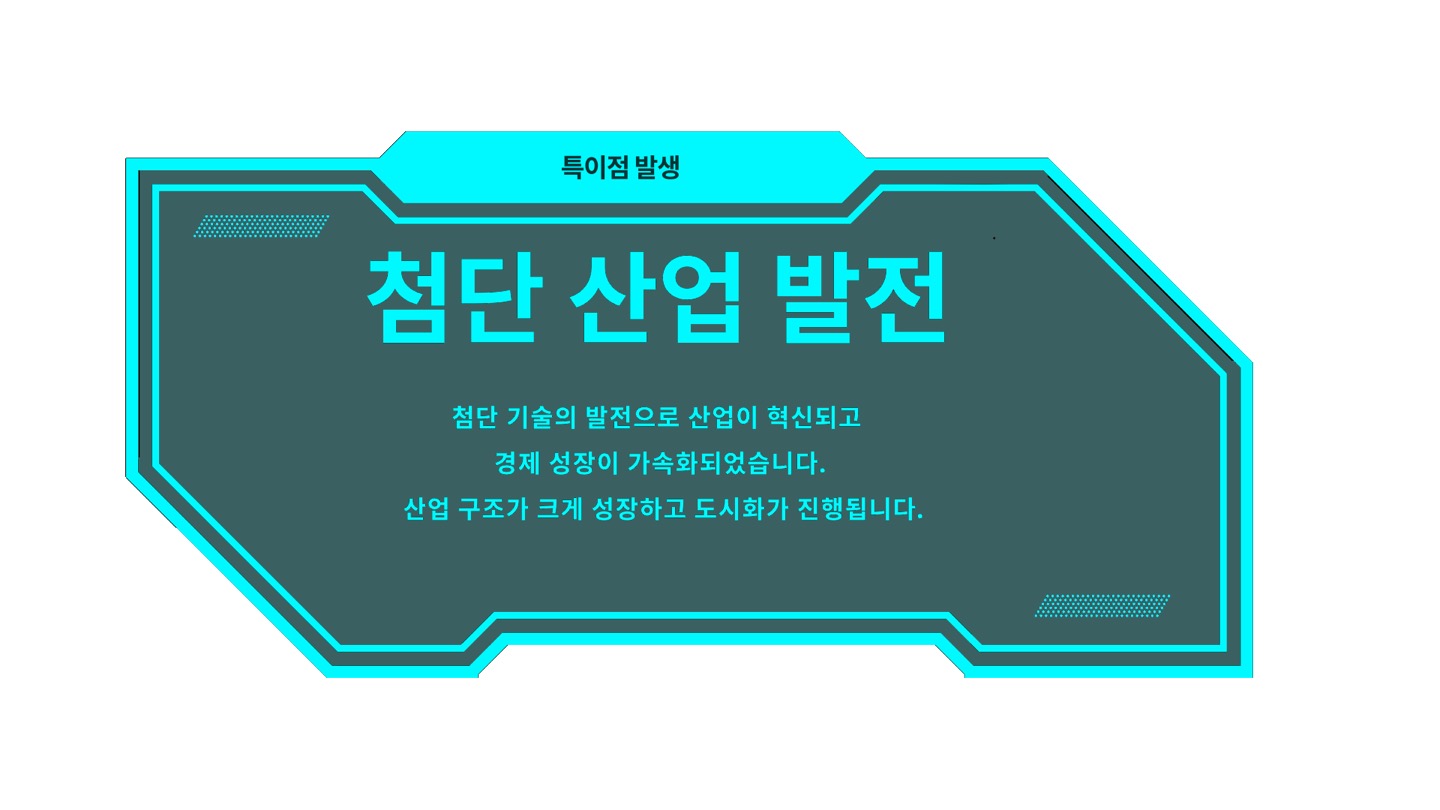 특이점 발생
첨단 산업 발전
첨단 기술의 발전으로 산업이 혁신되고
경제 성장이 가속화되었습니다.
산업 구조가 크게 성장하고 도시화가 진행됩니다.